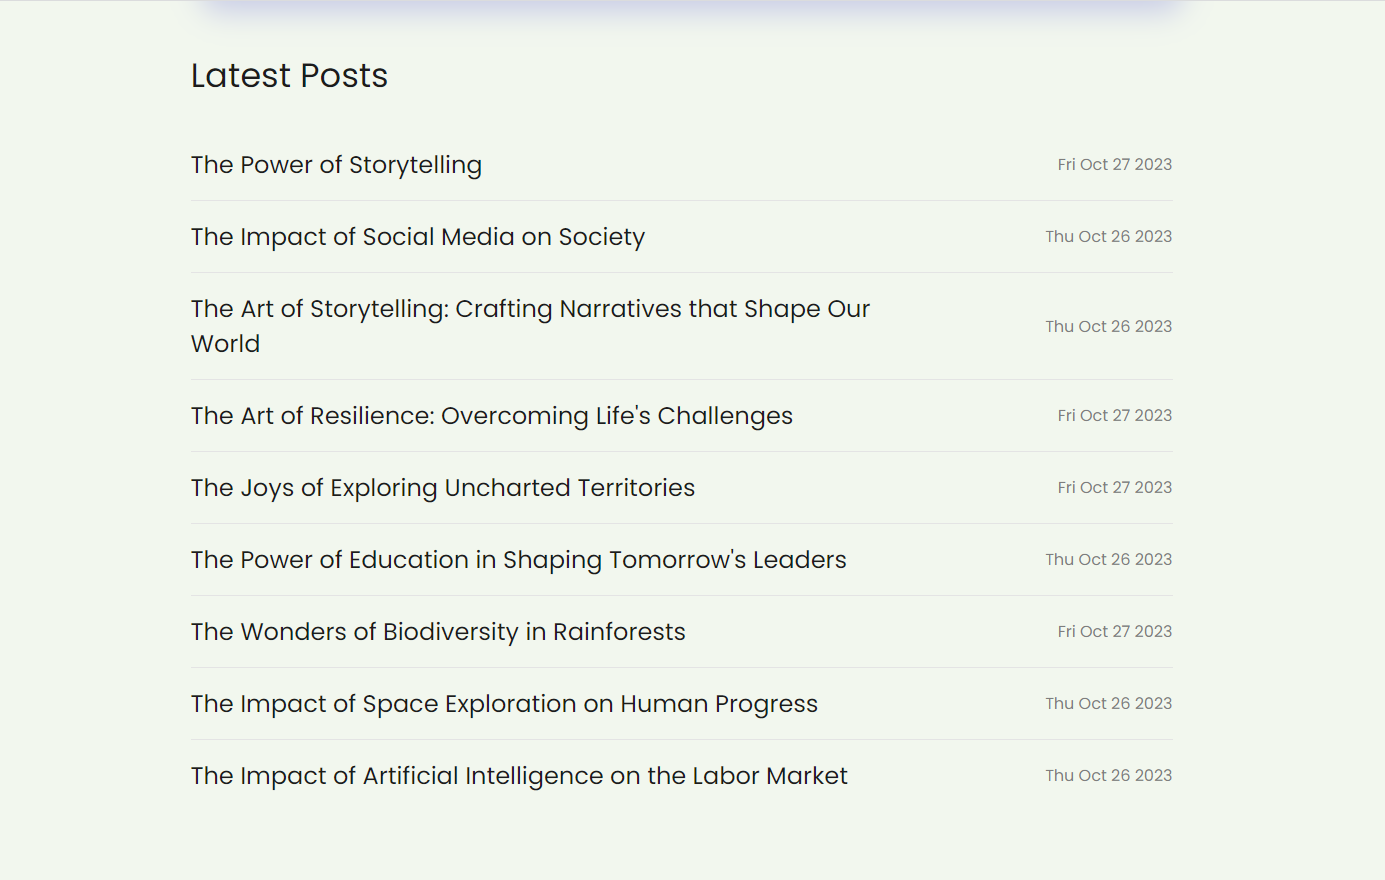 Latest Posts
The Power of Storytelling
Fri Oct 27 2023
The Impact of Social Media on Society
Thu Oct 26 2023
The Art of Storytelling: Crafting Narratives that Shape Our
World
Thu Oct 26 2023
The Art of Resilience: Overcoming Life's Challenges
Fri Oct 27 2023
The Joys of Exploring Uncharted Territories
Fri Oct 27 2023
The Power of Education in Shaping Tomorrow's Leaders
Thu Oct 26 2023
The Wonders of Biodiversity in Rainforests
Fri Oct 27 2023
The Impact of Space Exploration on Human Progress
Thu Oct 26 2023
The Impact of Artificial Intelligence on the Labor Market
Thu Oct 26 2023